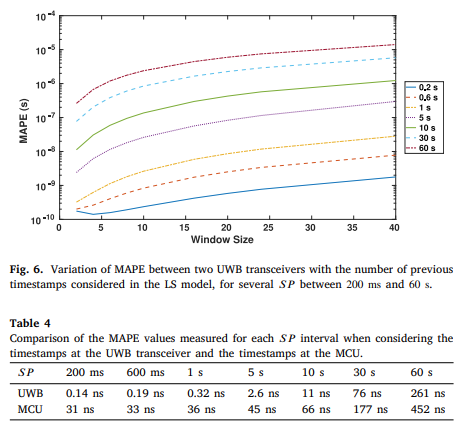 10-4
10-5
10-6
10-7
10-8
10-9
10-10
MAPE (s)
0 5 10 15 20 25 30 35 40
Window Size
0,2 s
0,6 s
1 s
5 s
10 s
30 s
60 s
Fig. 6. Variation of MAPE between two UWB transceivers with the number of previous
timestamps considered in the LS model, for several SP between 200 ms and 60 s.
Table 4
Comparison of the MAPE values measured for each SP interval when considering the
timestamps at the UWB transceiver and the timestamps at the MCU.
SP 200 ms 600 ms 1 s 5 s 10 s 30 s 60 s
UWB 0.14 ns 0.19 ns 0.32 ns 2.6 ns 11 ns 76 ns 261 ns
MCU 31 ns 33 ns 36 ns 45 ns 66 ns 177 ns 452 ns